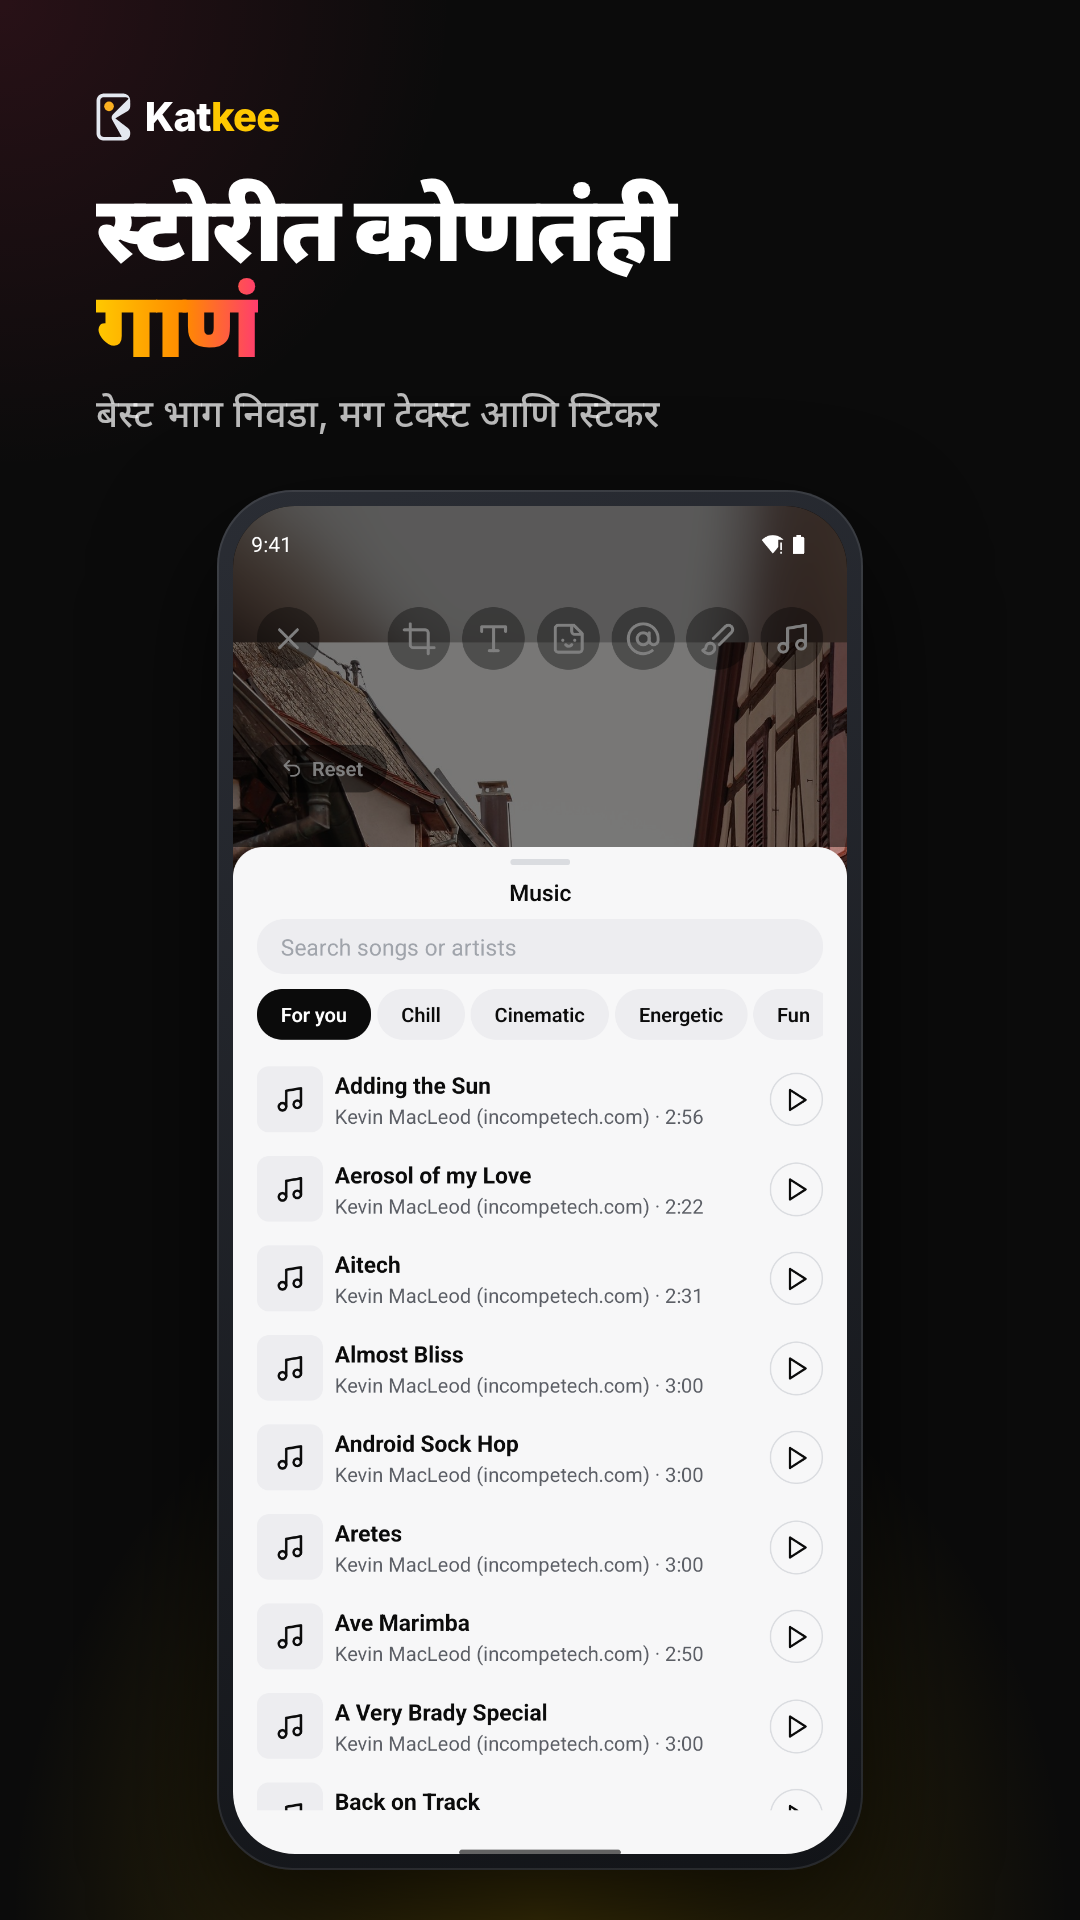 Katkee
स्टोरीत कोणतंही
गाणं
बेस्ट भाग निवडा, मग टेक्स्ट आणि स्टिकर
9:41
Reset
Music
Search songs or artists
For you
Chill
Cinematic
Energetic
Fun
Adding the Sun
Kevin MacLeod (incompetech.com) · 2:56
Aerosol of my Love
Kevin MacLeod (incompetech.com) · 2:22
Aitech
Kevin MacLeod (incompetech.com) · 2:31
Almost Bliss
Kevin MacLeod (incompetech.com) · 3:00
Android Sock Hop
Kevin MacLeod (incompetech.com) · 3:00
Aretes
Kevin MacLeod (incompetech.com) · 3:00
Ave Marimba
Kevin MacLeod (incompetech.com) · 2:50
A Very Brady Special
Kevin MacLeod (incompetech.com) · 3:00
Back on Track